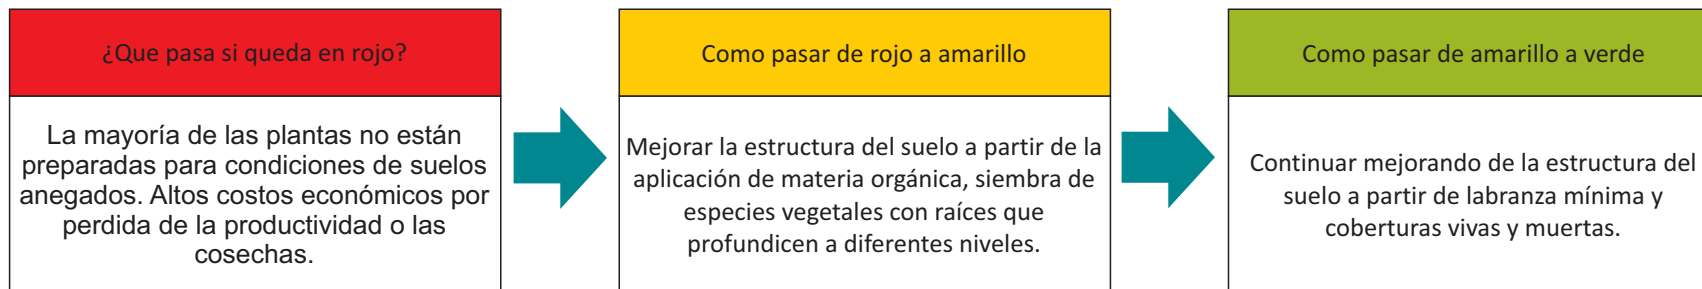 ¿Que pasa si queda en rojo?
La mayoría de las plantas no están
preparadas para condiciones de suelos
anegados. Altos costos económicos por
perdida de la productividad o las
cosechas.
Como pasar de rojo a amarillo
Mejorar la estructura del suelo a partir de la
aplicación de materia orgánica, siembra de
especies vegetales con raíces que
profundicen a diferentes niveles.
Como pasar de amarillo a verde
Continuar mejorando de la estructura del
suelo a partir de labranza mínima y
coberturas vivas y muertas.